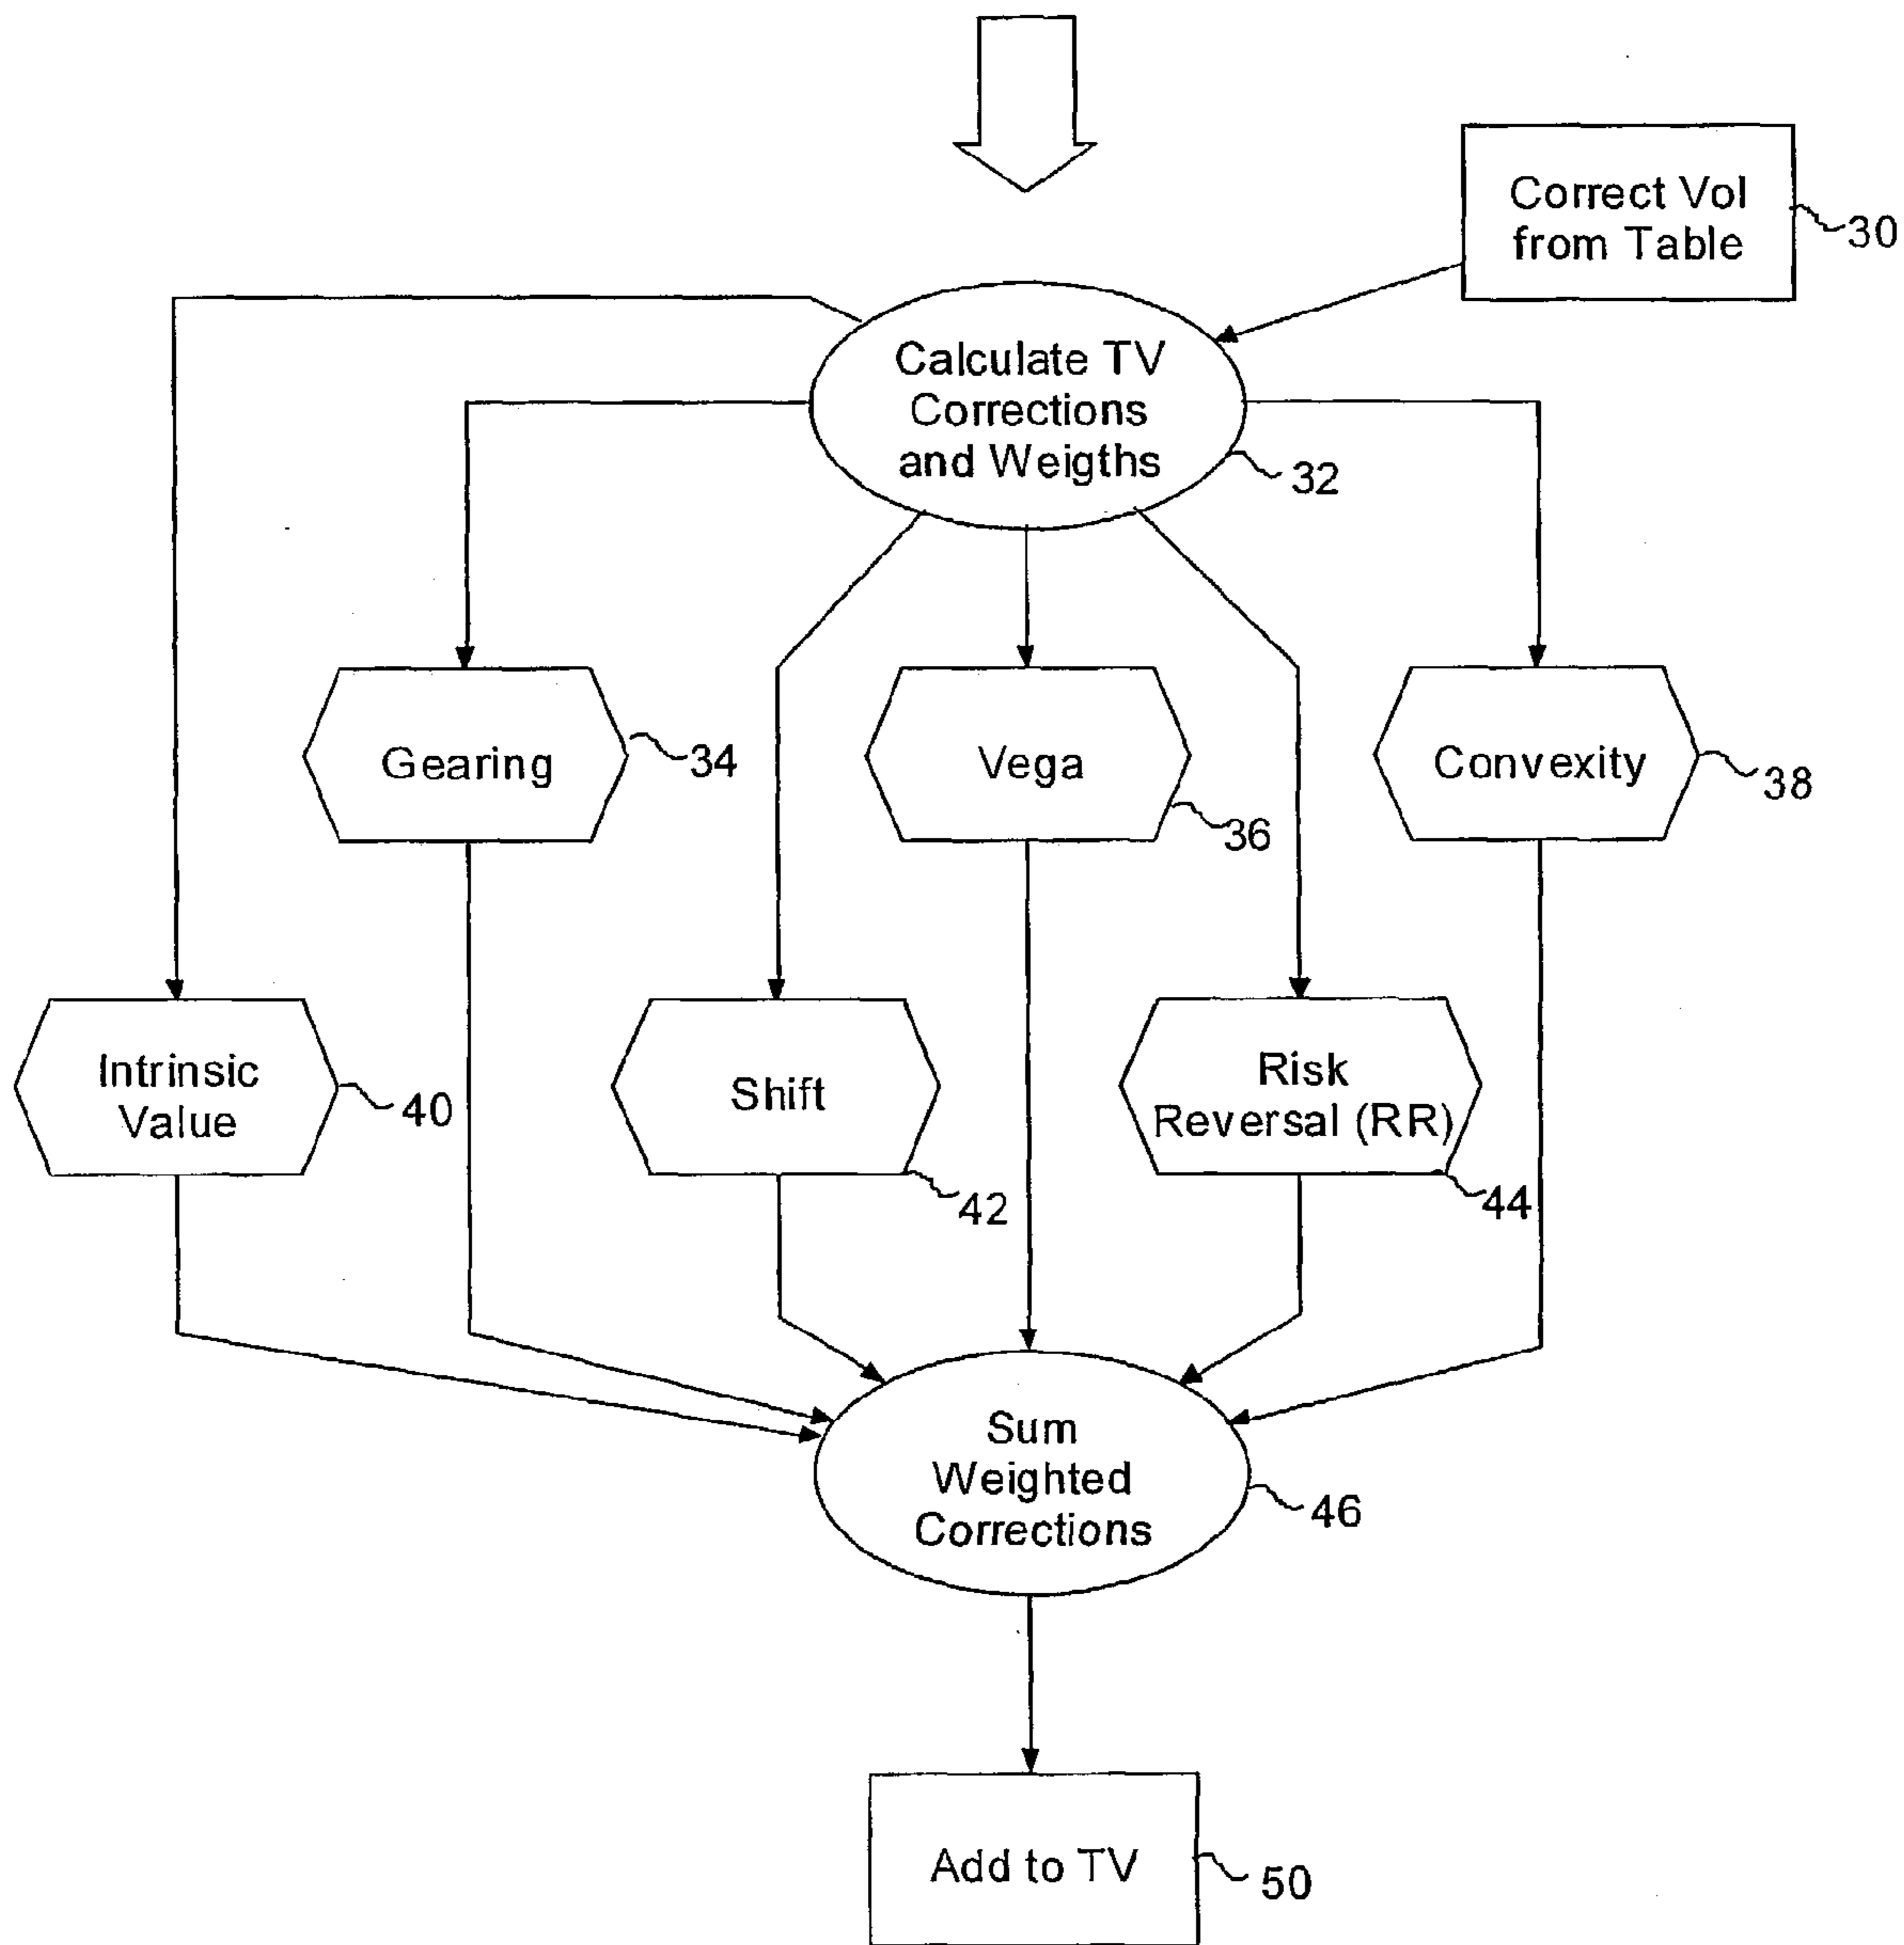 Correct Vol
from Table
30
Calculate TV
Corrections
and Weigths
32
Gearing
34
Vega
36
Convexity
38
Intrinsic
Value
40
Shift
42
Risk
Reversal (RR)
44
Sum
Weighted
Corrections
46
Add to TV
50